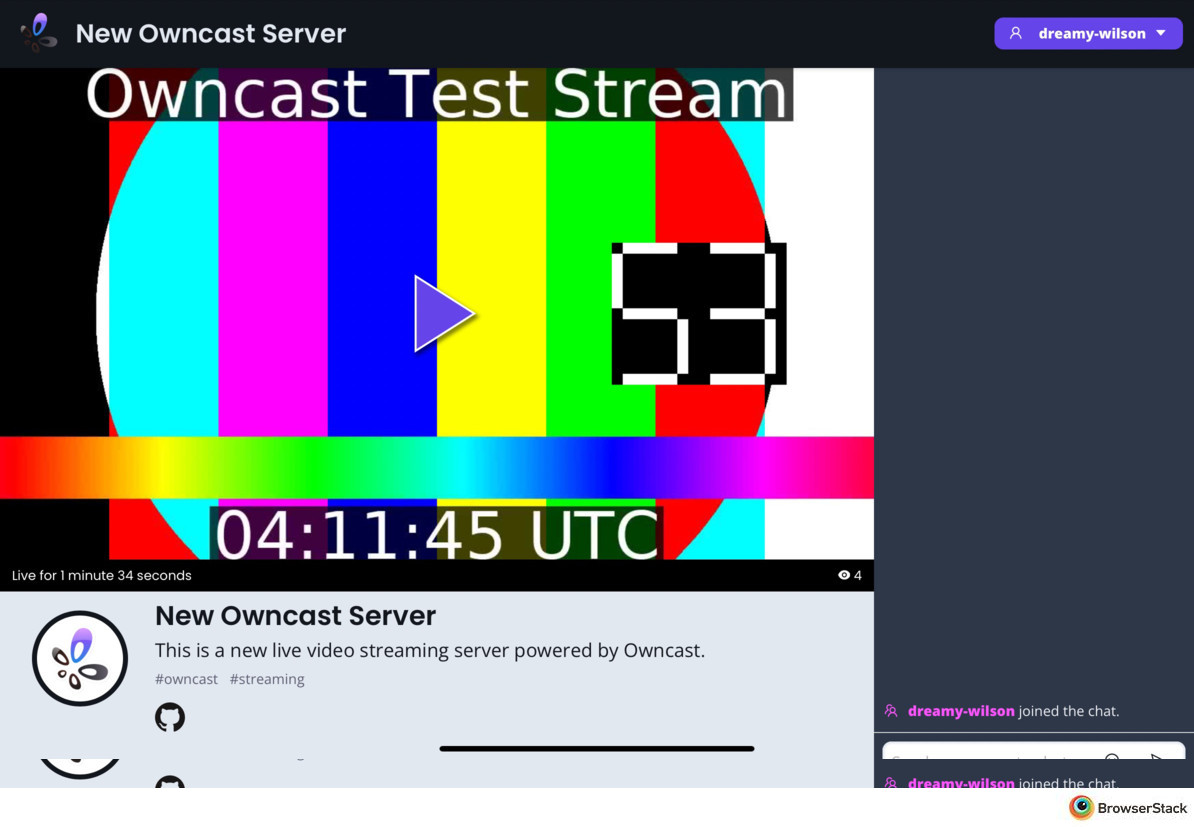 New Owncast Server
dreamy-wilson
Owncast Test Stream
53
04:11:45 UTC
Live for 1 minute 34 seconds
4
New Owncast Server
This is a new live video streaming server powered by Owncast.
#owncast #streaming
dreamy-wilson joined the chat.
dreamy-wilson joined the chat.
BrowserStack